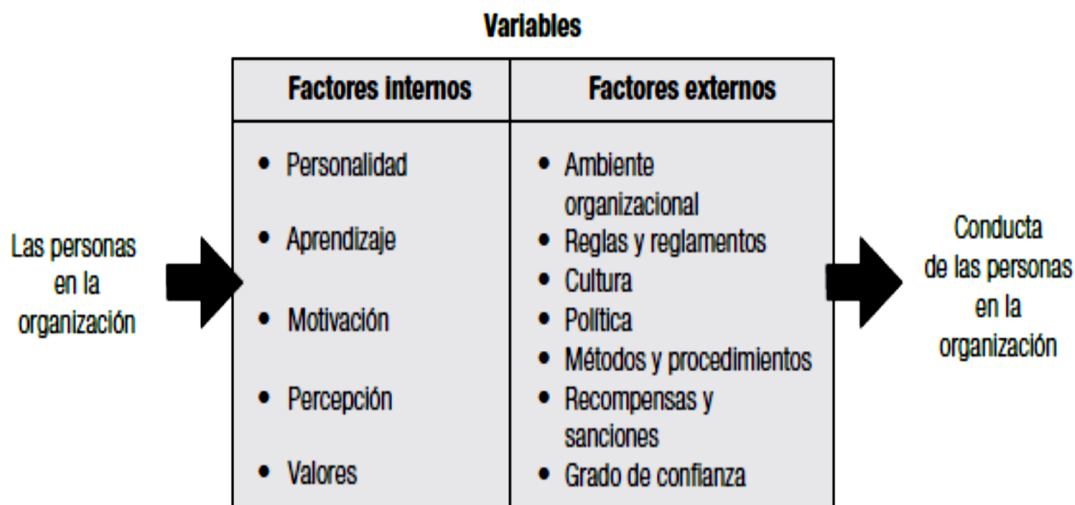 Variables
Factores internos
Factores externos
Las personas
en la
organización
• Personalidad
• Aprendizaje
• Motivación
• Percepción
• Valores
• Ambiente
organizacional
• Reglas y reglamentos
• Cultura
• Política
• Métodos y procedimientos
• Recompensas y
sanciones
• Grado de confianza
Conducta
de las personas
en la
organización